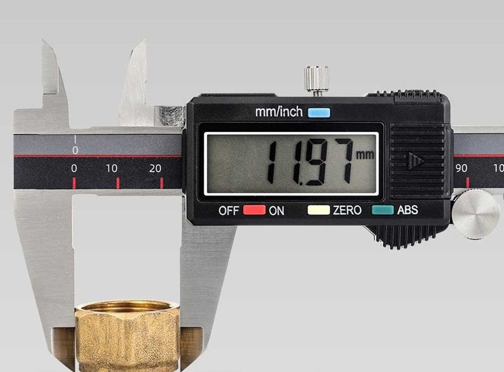 mm/inch
11.97 mm
0
0 10 20 90
OFF ON ZERO ABS